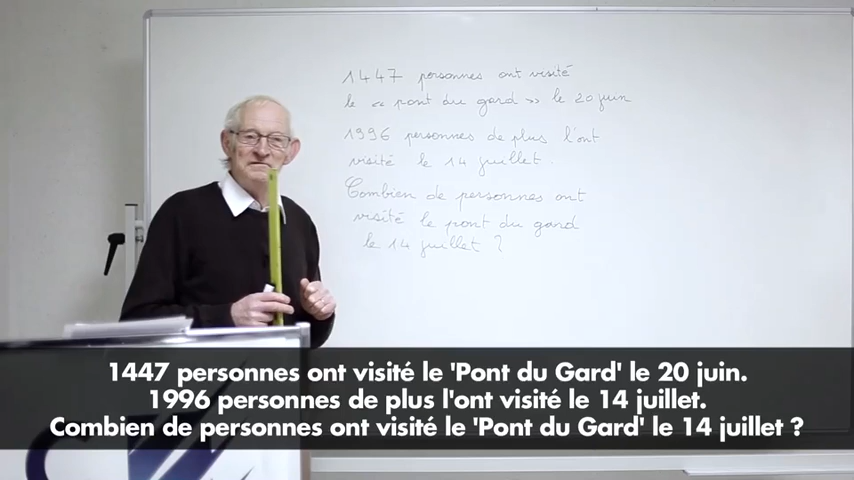 1447 personnes ont visité
le « pont du gard » le 20 juin
1996 personnes de plus l'ont
visité le 14 juillet.
Combien de personnes ont
visité le pont du gard
le 14 juillet ?
1447 personnes ont visité le 'Pont du Gard' le 20 juin.
1996 personnes de plus l'ont visité le 14 juillet.
Combien de personnes ont visité le 'Pont du Gard' le 14 juillet ?